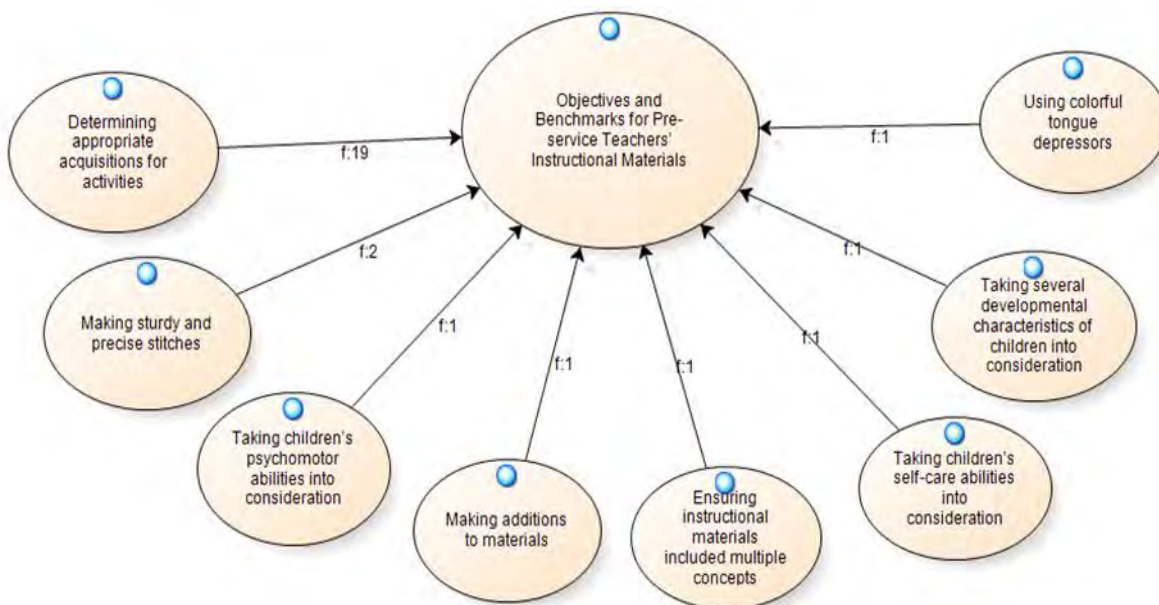 Objectives and
Benchmarks for Pre-
service Teachers'
Instructional Materials
Determining
appropriate
acquisitions for
activities
f:19
Making sturdy and
precise stitches
f:2
Taking children's
psychomotor
abilities into
consideration
f:1
Making additions
to materials
f:1
Ensuring
instructional
materials
included multiple
concepts
f:1
Taking children's
self-care abilities
into
consideration
f:1
Taking several
developmental
characteristics of
children into
consideration
f:1
Using colorful
tongue
depressors
f:1